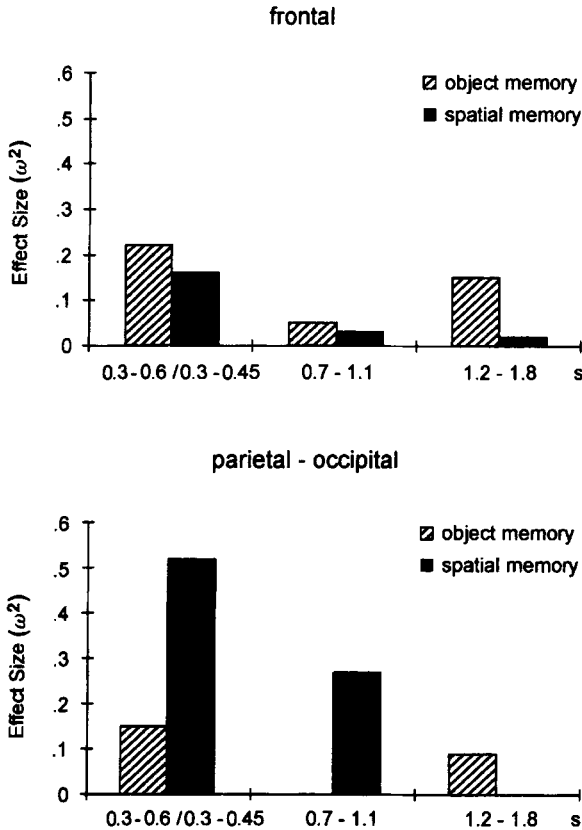 frontal
.6
.5
.4
.3
.2
.1
0
Effect Size (ω²)
object memory
spatial memory
0.3-0.6 /0.3-0.45 0.7 - 1.1 1.2 - 1.8 s
parietal - occipital
.6
.5
.4
.3
.2
.1
0
Effect Size (ω²)
object memory
spatial memory
0.3-0.6 /0.3-0.45 0.7 - 1.1 1.2 - 1.8 s